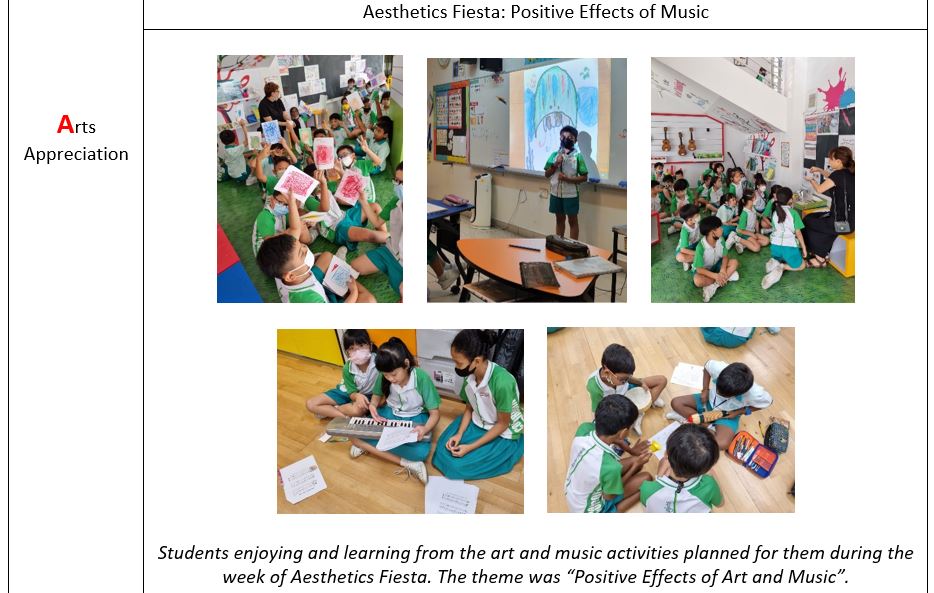 Aesthetics Fiesta: Positive Effects of Music
Arts
Appreciation
Students enjoying and learning from the art and music activities planned for them during the
week of Aesthetics Fiesta. The theme was “Positive Effects of Art and Music”.